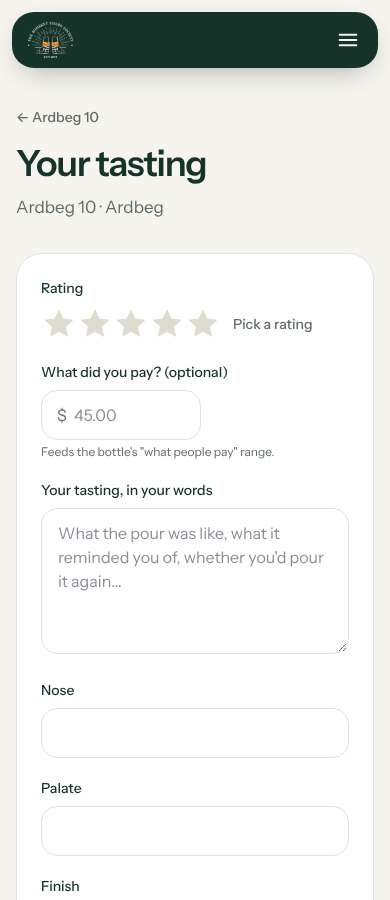 ← Ardbeg 10
Your tasting
Ardbeg 10 · Ardbeg
Rating
Pick a rating
What did you pay? (optional)
$ 45.00
Feeds the bottle's "what people pay" range.
Your tasting, in your words
What the pour was like, what it
reminded you of, whether you'd pour
it again...
Nose
Palate
Finish